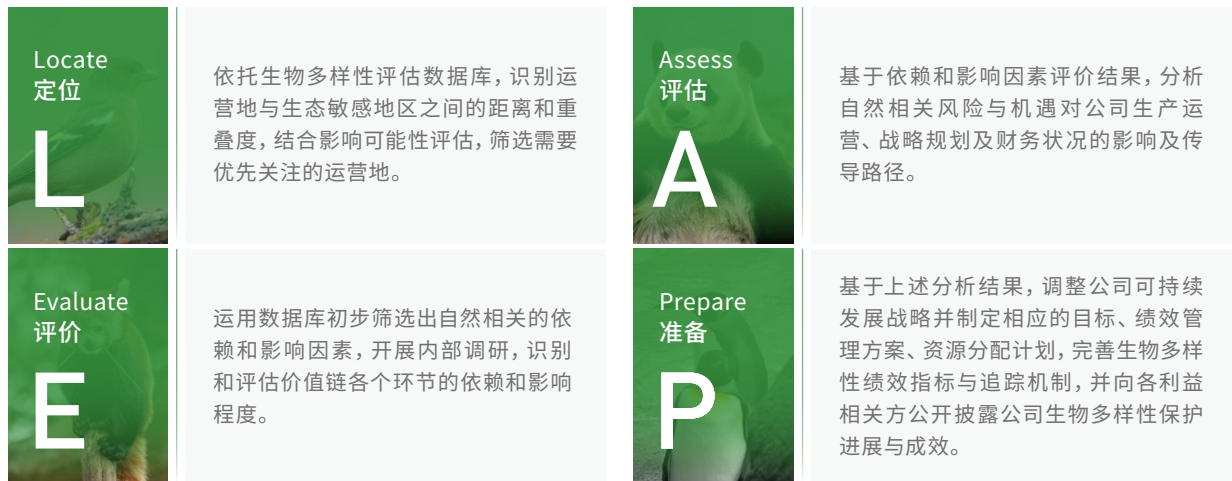 Locate
定位
L
依托生物多样性评估数据库，识别运
营地与生态敏感地区之间的距离和重
叠度，结合影响可能性评估，筛选需要
优先关注的运营地。
Evaluate
评价
E
运用数据库初步筛选出自然相关的依
赖和影响因素，开展内部调研，识别
和评估价值链各个环节的依赖和影响
程度。
Assess
评估
A
基于依赖和影响因素评价结果，分析
自然相关风险与机遇对公司生产运
营、战略规划及财务状况的影响及传
导路径。
Prepare
准备
P
基于上述分析结果，调整公司可持续
发展战略并制定相应的目标、绩效管
理方案、资源分配计划，完善生物多样
性绩效指标与追踪机制，并向各利益
相关方公开披露公司生物多样性保护
进展与成效。